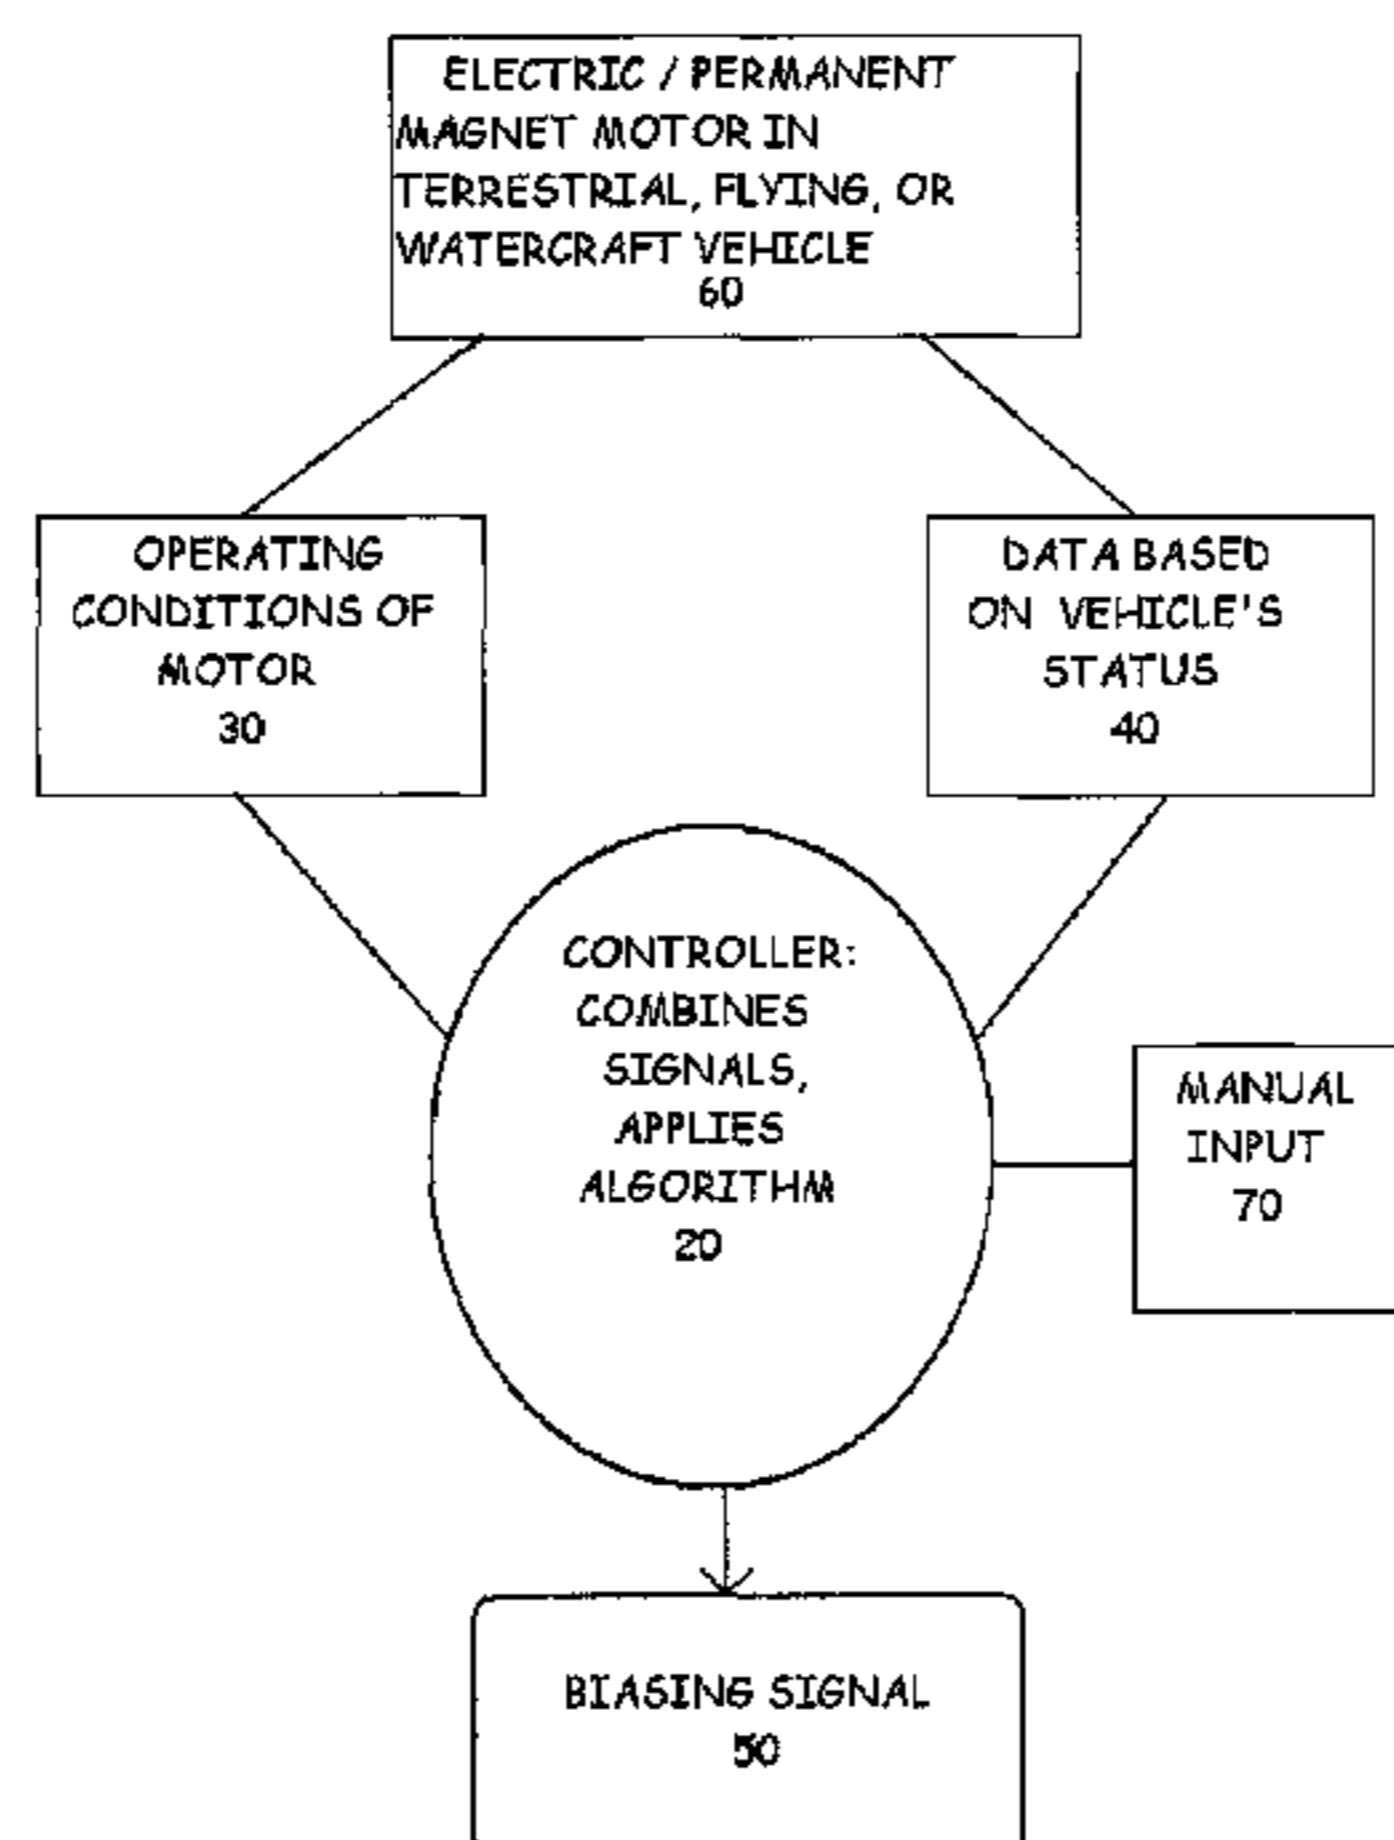 ELECTRIC / PERMANENT
MAGNET MOTOR IN
TERRESTRIAL, FLYING, OR
WATERCRAFT VEHICLE
60
OPERATING
CONDITIONS OF
MOTOR
30
DATA BASED
ON VEHICLE'S
STATUS
40
CONTROLLER:
COMBINES
SIGNALS,
APPLIES
ALGORITHM
20
MANUAL
INPUT
70
BIASING SIGNAL
50